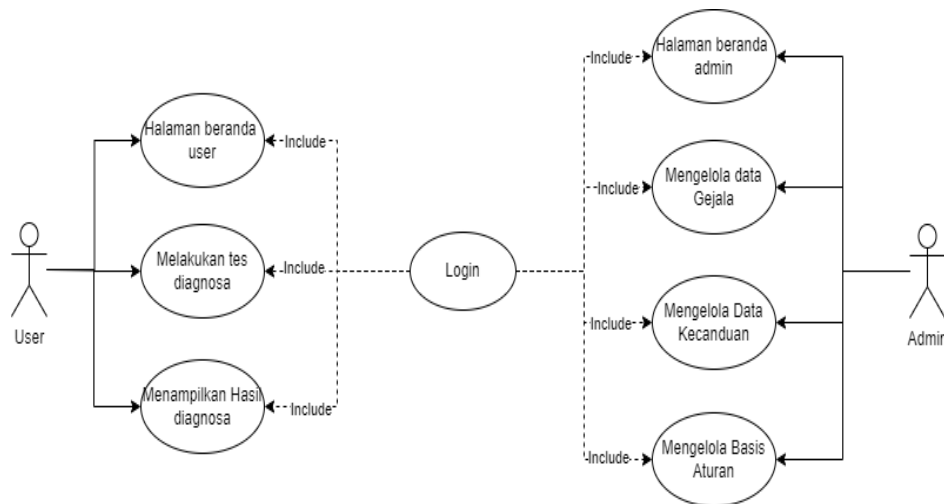 Halaman beranda
user
Include
Melakukan tes
diagnosa
Include
User
Menampilkan Hasil
diagnosa
Include
Login
Include
Halaman beranda
admin
Include
Mengelola data
Gejala
Include
Mengelola Data
Kecanduan
Admin
Include
Mengelola Basis
Aturan